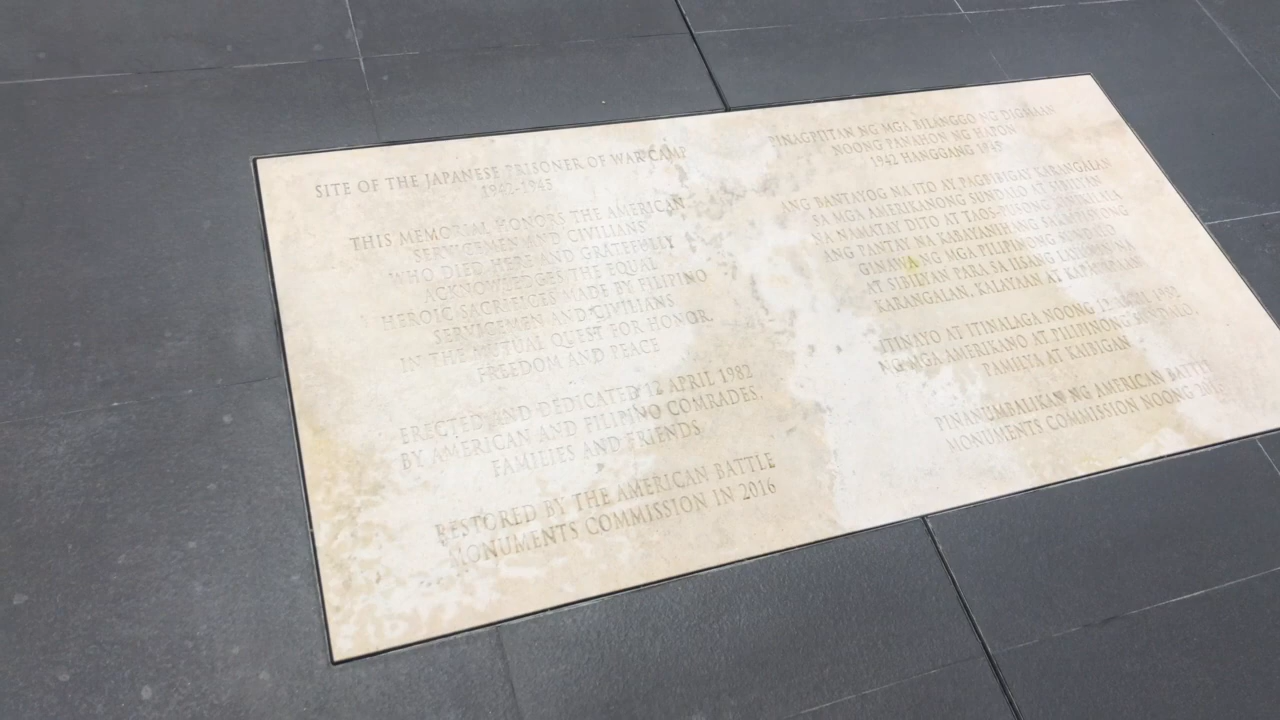 SITE OF THE JAPANESE PRISONER OF WAR CAMP
1942-1945
THIS MEMORIAL HONORS THE AMERICAN
SERVICEMEN AND CIVILIANS
WHO DIED HERE AND GRATEFULLY
ACKNOWLEDGES THE EQUAL
HEROIC SACRIFICES MADE BY FILIPINO
SERVICEMEN AND CIVILIANS
IN THE MUTUAL QUEST FOR HONOR,
FREEDOM AND PEACE
ERECTED AND DEDICATED 12 APRIL 1982
BY AMERICAN AND FILIPINO COMRADES,
FAMILIES AND FRIENDS
RESTORED BY THE AMERICAN BATTLE
MONUMENTS COMMISSION IN 2016
PINAGPIITAN NG MGA BILANGGO NG DIGMAAN
NOONG PANAHON NG HAPON
1942 HANGGANG 1945
ANG BANTAYOG NA ITO AY PAGBIBIGAY KARANGALAN
SA MGA AMERIKANONG SUNDALO AT SIBILYAN
NA NAMATAY DITO AT
ANG PANTAY NA KABAYANIHANG
GINAWA NG MGA PILIPINONG SUNDALO
AT SIBILYAN PARA SA IISANG
KARANGALAN, KALAYAAN AT KAPAYAPAAN
ITINAYO AT ITINALAGA NOONG 12 1982
NG MGA AMERIKANO AT PILIPINONG SUNDALO,
PAMILYA AT KAIBIGAN
PINANUMBALIK NG AMERICAN BATTLE
MONUMENTS COMMISSION NOONG 2016